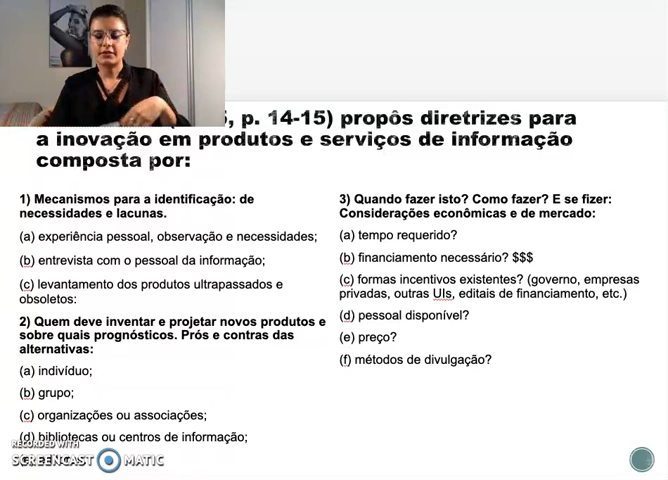 , p. 14-15) propôs diretrizes para
a inovação em produtos e serviços de informação
composta por:
1) Mecanismos para a identificação: de
necessidades e lacunas.
(a) experiência pessoal, observação e necessidades;
(b) entrevista com o pessoal da informação;
(c) levantamento dos produtos ultrapassados e
obsoletos:
2) Quem deve inventar e projetar novos produtos e
sobre quais prognósticos. Prós e contras das
alternativas:
(a) indivíduo;
(b) grupo;
(c) organizações ou associações;
(d) bibliotecas ou centros de informação;
3) Quando fazer isto? Como fazer? E se fizer:
Considerações econômicas e de mercado:
(a) tempo requerido?
(b) financiamento necessário? $$$
(c) formas incentivos existentes? (governo, empresas
privadas, outras UIs, editais de financiamento, etc.)
(d) pessoal disponível?
(e) preço?
(f) métodos de divulgação?
RECORDED WITH
SCREENCAST MATIC